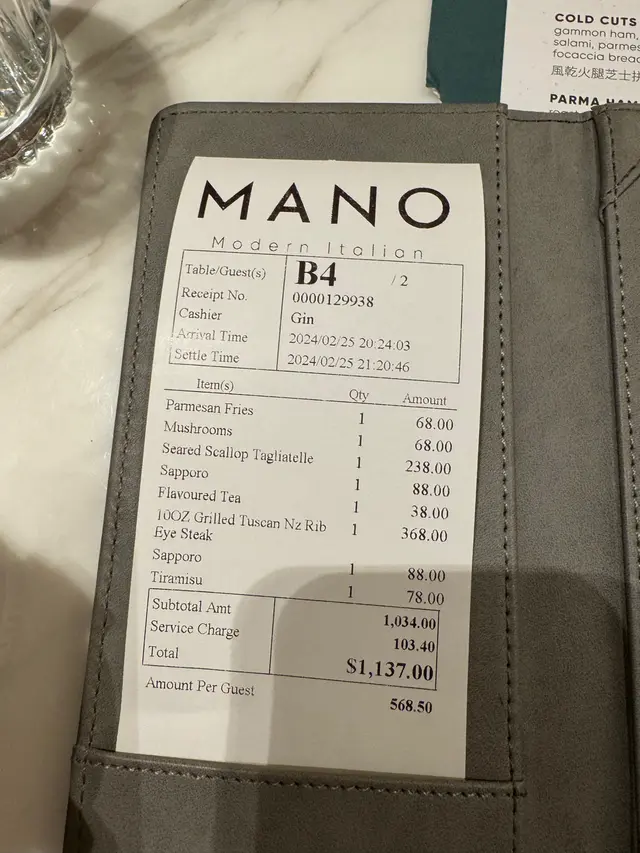 COLD CUTS
gammon ham,
salami, parmes
focaccia bread
風乾火腿芝士拼
PARMA HAM
MANO
Modern Italian
Table/Guest(s) B4 / 2
Receipt No. 0000129938
Cashier Gin
Arrival Time 2024/02/25 20:24:03
Settle Time 2024/02/25 21:20:46
Item(s) Qty Amount
Parmesan Fries 1 68.00
Mushrooms 1 68.00
Seared Scallop Tagliatelle 1 238.00
Sapporo 1 88.00
Flavoured Tea 1 38.00
10OZ Grilled Tuscan Nz Rib 1 368.00
Eye Steak
Sapporo 1 88.00
Tiramisu 1 78.00
Subtotal Amt 1,034.00
Service Charge 103.40
Total $1,137.00
Amount Per Guest 568.50